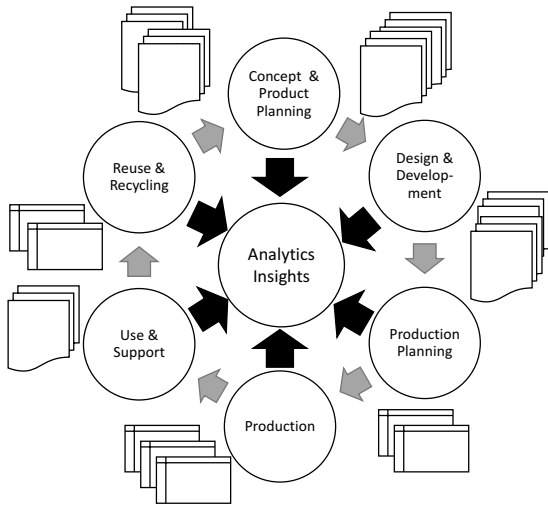 Concept &
Product
Planning
Design &
Develop-
ment
Production
Planning
Production
Use &
Support
Reuse &
Recycling
Analytics
Insights